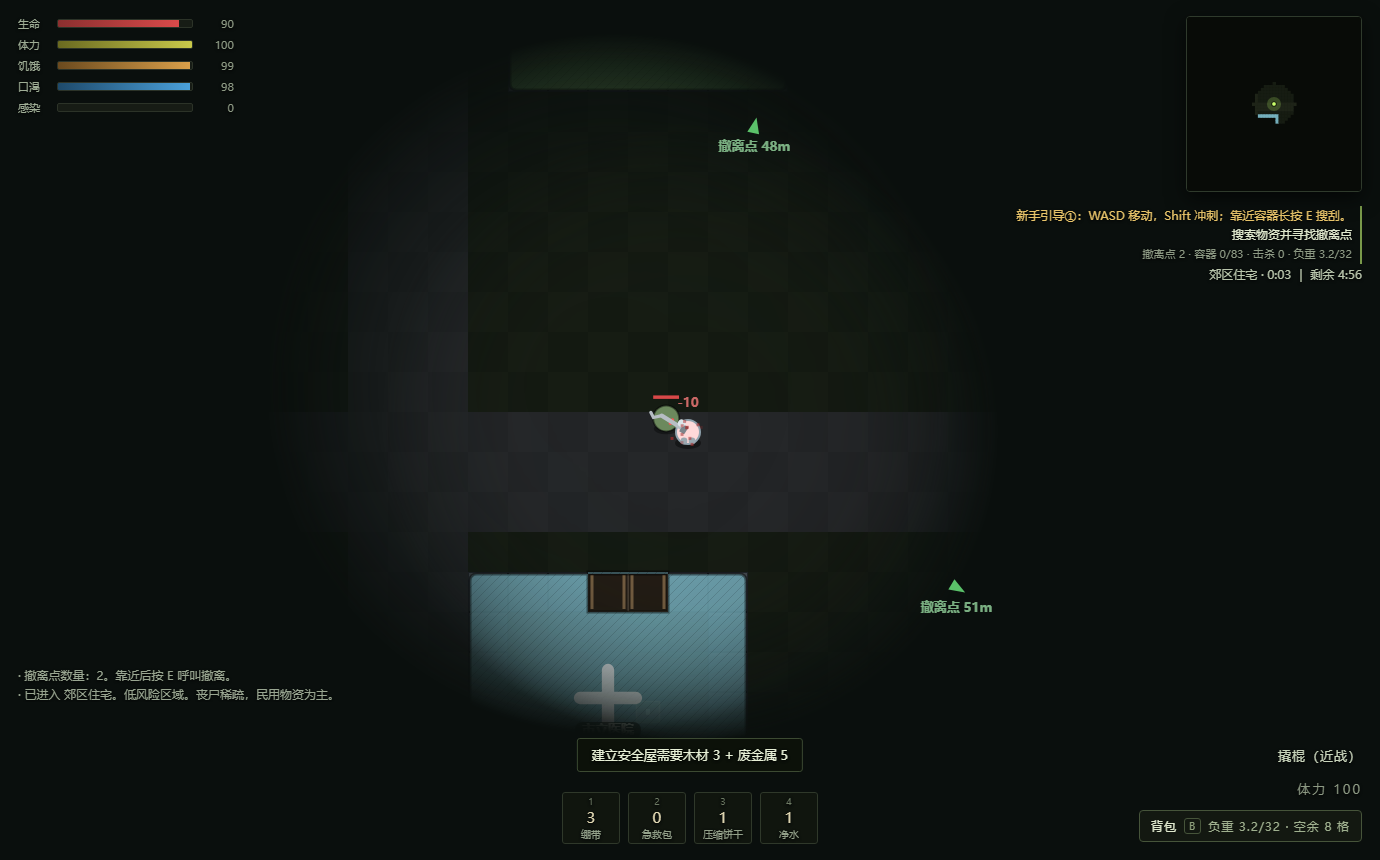 生命 90
体力 100
饥饿 99
口渴 98
感染 0
撤离点 48m
新手引导①：WASD 移动，Shift 冲刺；靠近容器长按 E 搜刮。
搜索物资并寻找撤离点
撤离点 2 · 容器 0/83 · 击杀 0 · 负重 3.2/32
郊区住宅 · 0:03 ｜ 剩余 4:56
-10
撤离点 51m
· 撤离点数量：2。靠近后按 E 呼叫撤离。
· 已进入 郊区住宅。低风险区域。丧尸稀疏，民用物资为主。
建立安全屋需要木材 3 + 废金属 5
撬棍（近战）
体力 100
1 2 3 4
3 0 1 1
绷带 急救包 压缩饼干 净水
背包 B 负重 3.2/32 · 空余 8 格